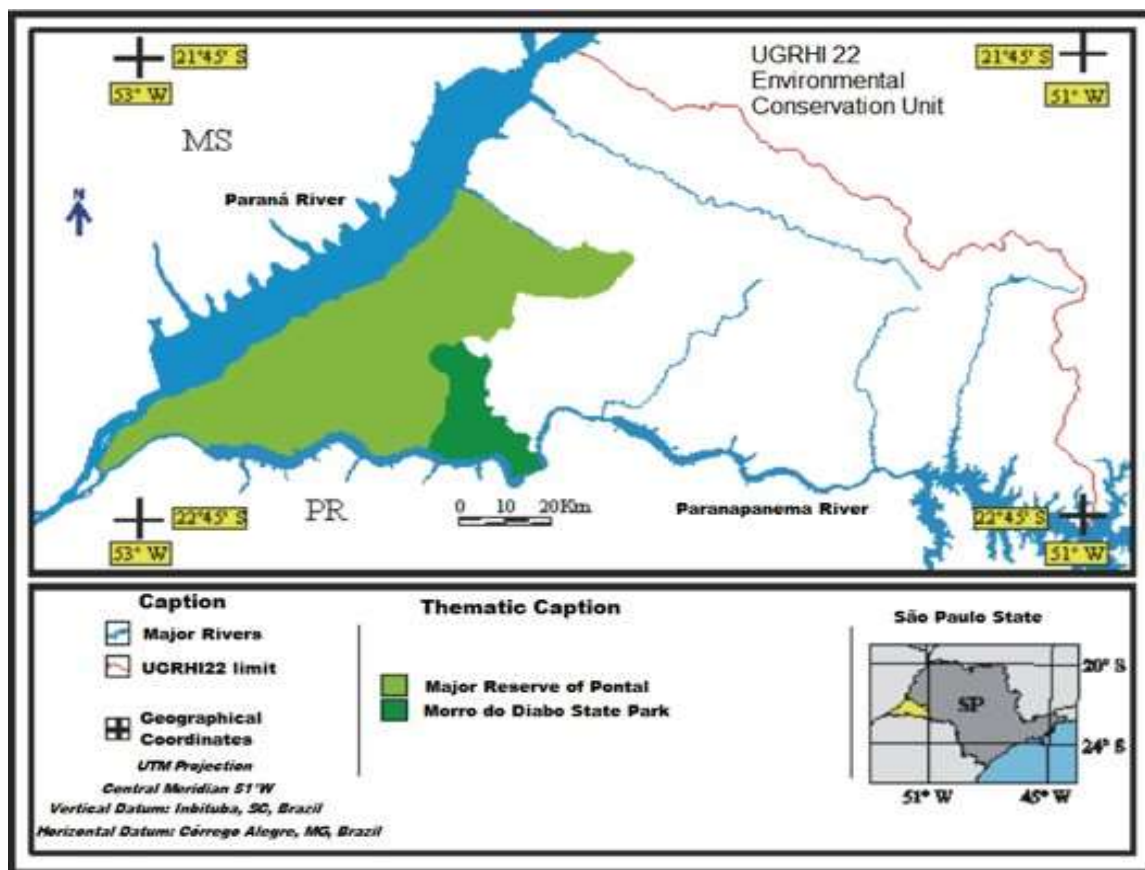 21°45' S
53° W
UGRHI 22
Environmental
Conservation Unit
21°45' S
51° W
MS
N
Paraná River
PR
0 10 20Km
Paranapanema River
22°45' S
53° W
22°45' S
51° W
Caption
Major Rivers
UGRHI22 limit
Geographical
Coordinates
UTM Projection
Central Meridian 51°W
Vertical Datum: Inbituba, SC, Brazil
Horizental Datum: Córrego Alegre, MG, Brazil
Thematic Caption
Major Reserve of Pontal
Morro do Diabo State Park
São Paulo State
20° S
SP
24° S
51° W
45° W